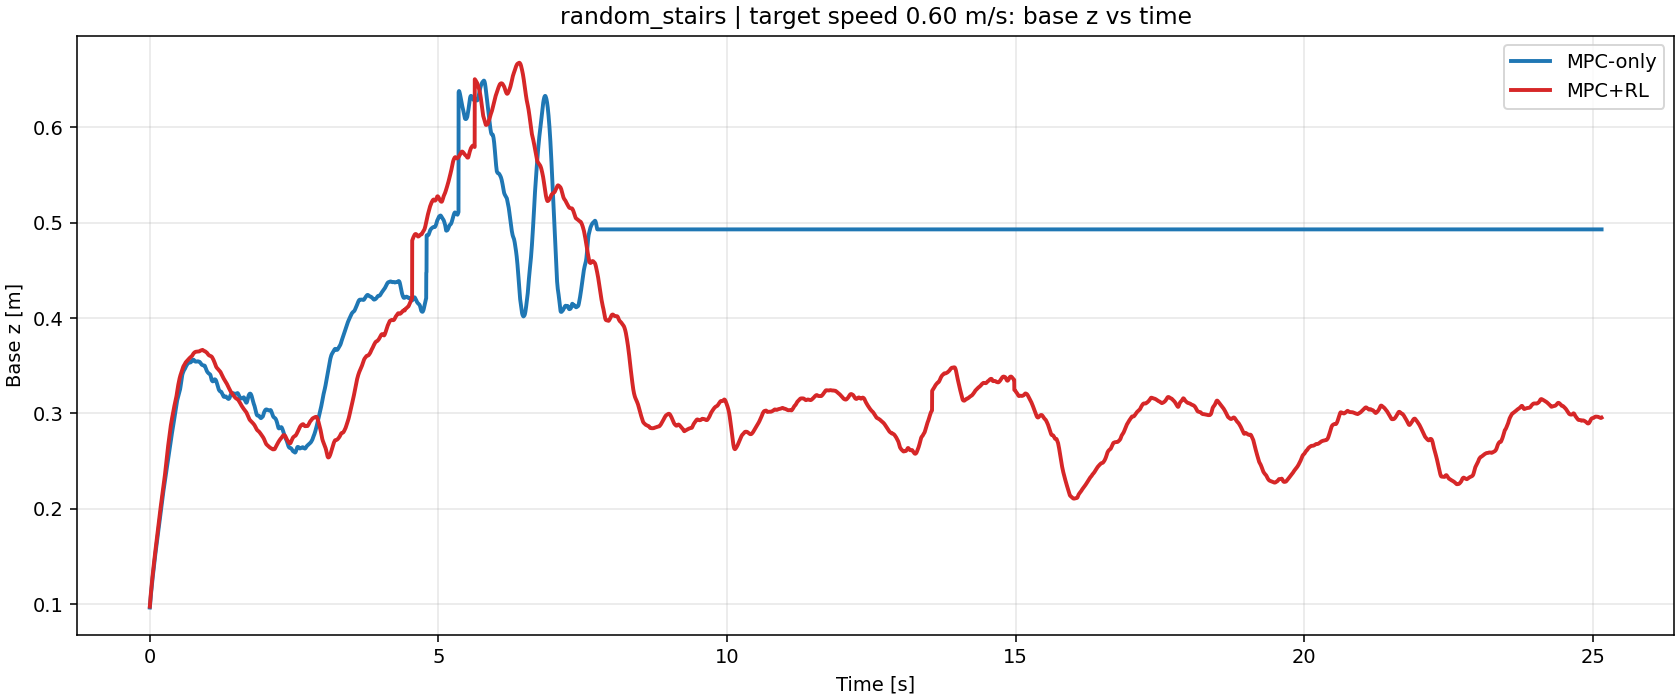 random_stairs | target speed 0.60 m/s: base z vs time
MPC-only
MPC+RL
Base z [m]
0.6
0.5
0.4
0.3
0.2
0.1
0 5 10 15 20 25
Time [s]